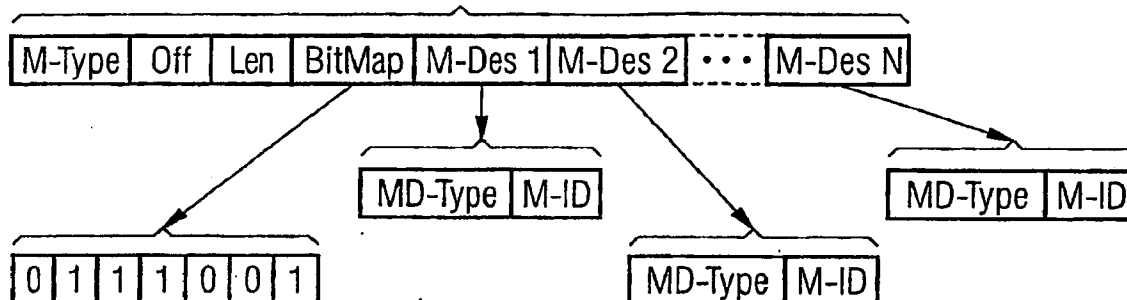 M-Type Off Len BitMap M-Des 1 M-Des 2 ••• M-Des N
MD-Type M-ID
MD-Type M-ID
0 1 1 1 0 0 1
MD-Type M-ID